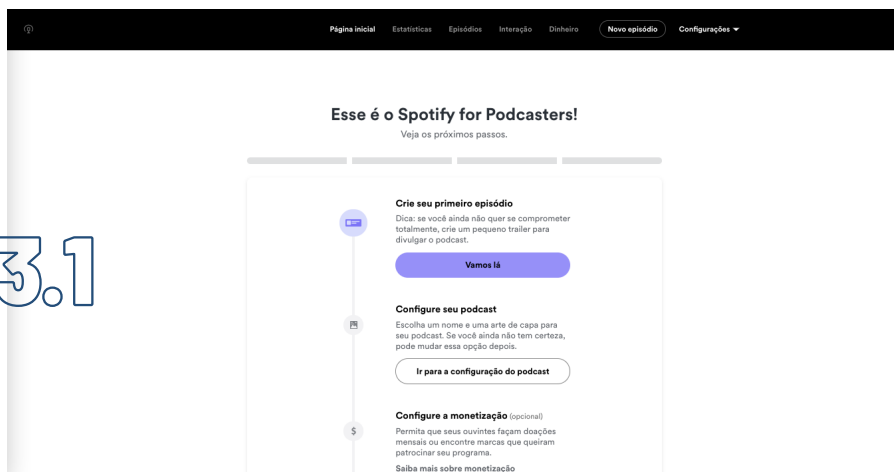 Página inicial Estatísticas Episódios Interação Dinheiro Novo episódio Configurações
Esse é o Spotify for Podcasters!
Veja os próximos passos.
3.1
Crie seu primeiro episódio
Dica: se você ainda não quer se comprometer
totalmente, crie um pequeno trailer para
divulgar o podcast.
Vamos lá
Configure seu podcast
Escolha um nome e uma arte de capa para
seu podcast. Se você ainda não tem certeza,
pode mudar essa opção depois.
Ir para a configuração do podcast
$
Configure a monetização (opcional)
Permita que seus ouvintes façam doações
mensais ou encontre marcas que queiram
patrocinar seu programa.
Saiba mais sobre monetização